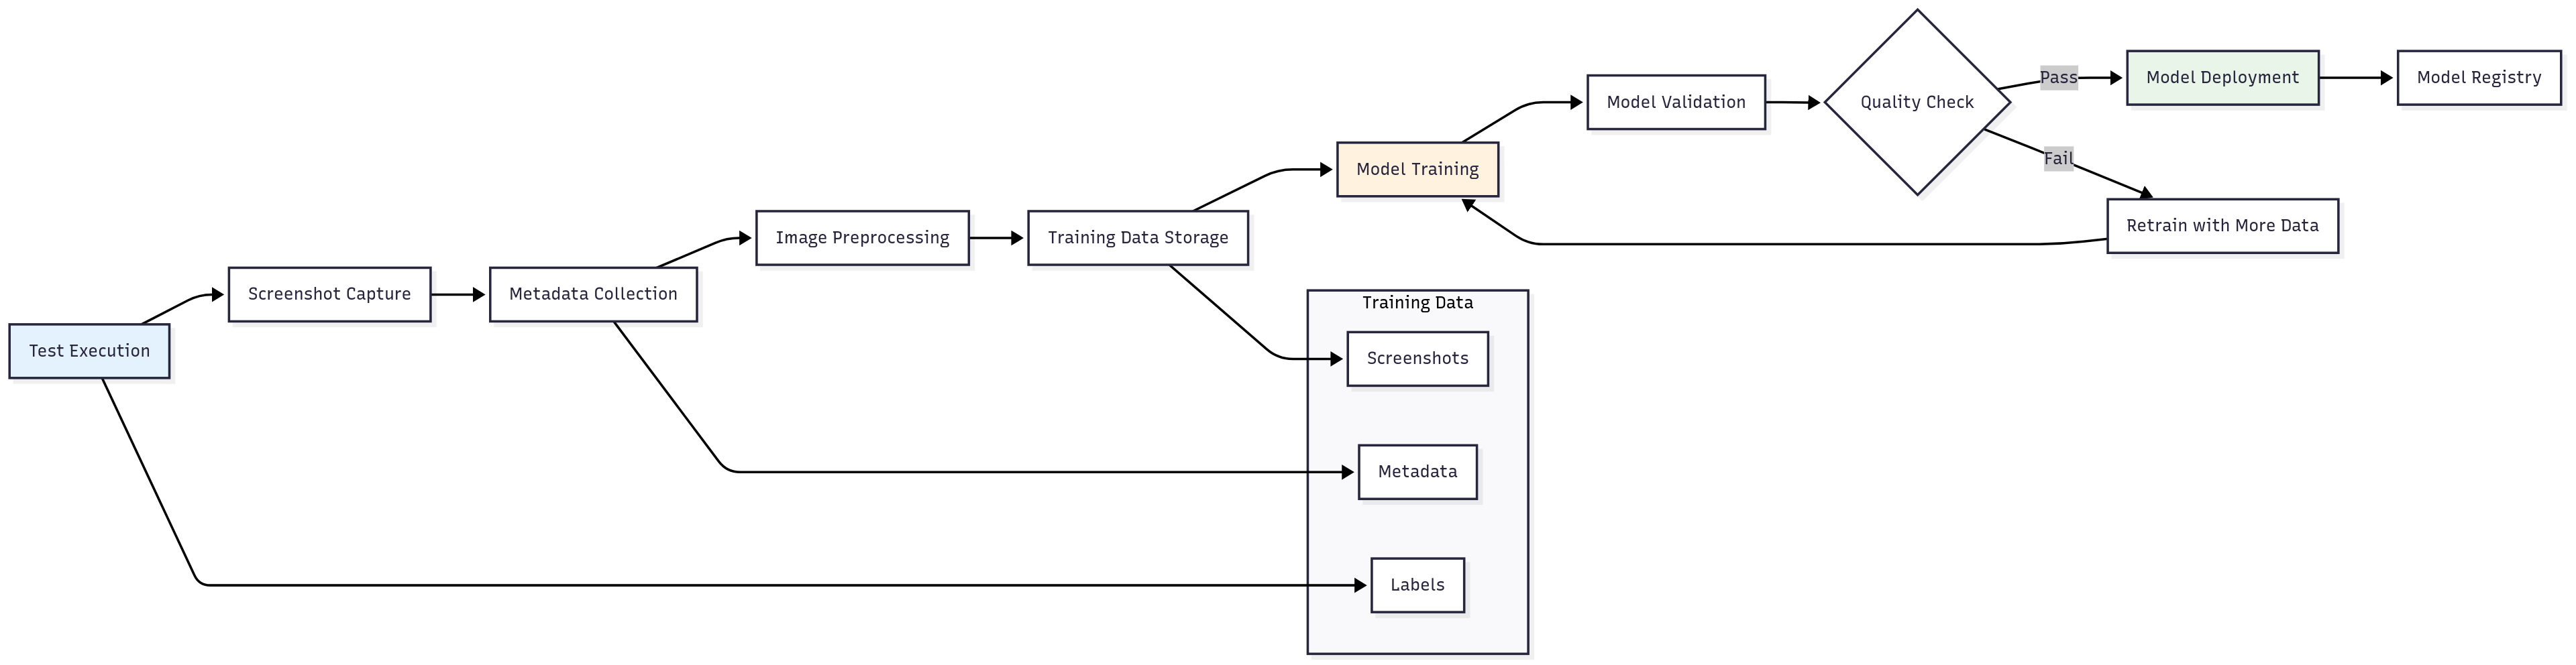 Test Execution
Screenshot Capture
Metadata Collection
Image Preprocessing
Training Data Storage
Model Training
Model Validation
Quality Check
Pass
Model Deployment
Model Registry
Fail
Retrain with More Data
Training Data
Screenshots
Metadata
Labels